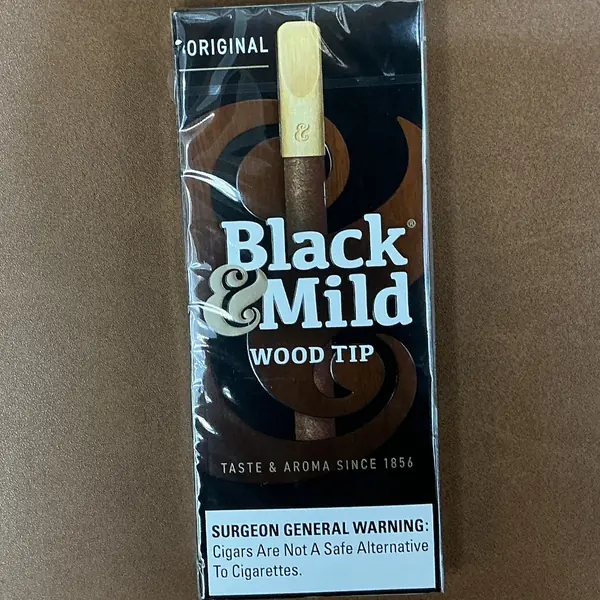 ORIGINAL
&
Black®
& Mild
WOOD TIP
TASTE & AROMA SINCE 1856
SURGEON GENERAL WARNING:
Cigars Are Not A Safe Alternative
To Cigarettes.